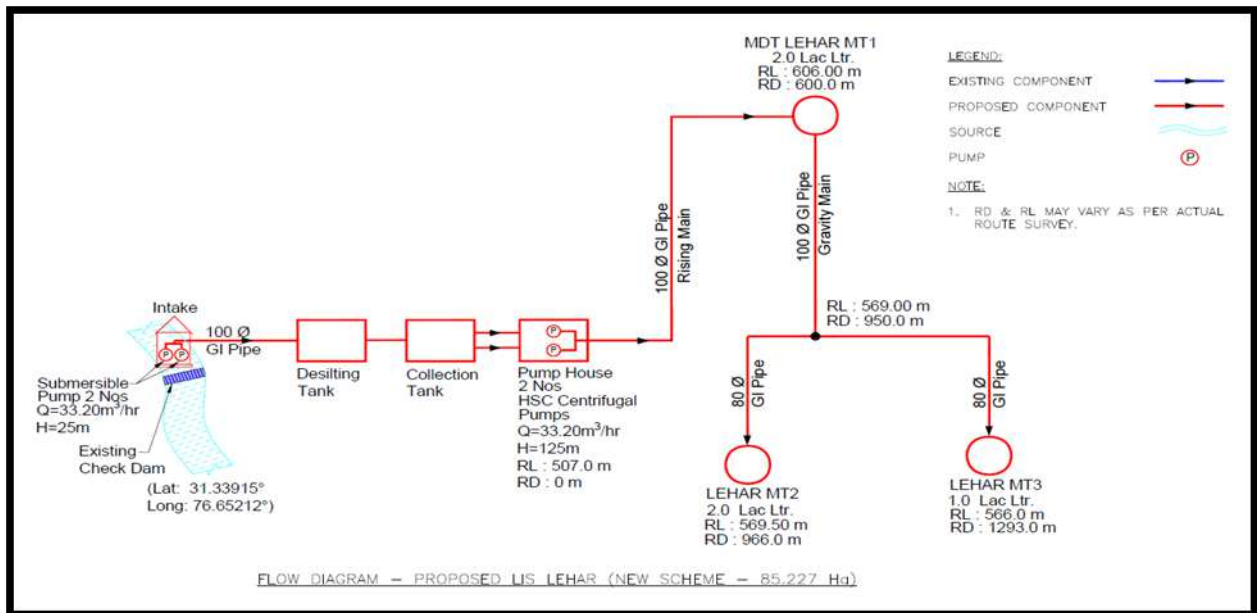 MDT LEHAR MT1
2.0 Lac Ltr.
RL : 606.00 m
RD : 600.0 m
LEGEND:
EXISTING COMPONENT
PROPOSED COMPONENT
SOURCE
PUMP
P
NOTE:
1. RD & RL MAY VARY AS PER ACTUAL
ROUTE SURVEY.
100 Ø GI Pipe
Rising Main
100 Ø GI Pipe
Gravity Main
RL : 569.00 m
RD : 950.0 m
Intake
P
P
100 Ø
GI Pipe
Submersible
Pump 2 Nos
Q=33.20m³/hr
H=25m
Existing
Check Dam
(Lat: 31.33915°
Long: 76.65212°)
Desilting
Tank
Collection
Tank
P
P
Pump House
2 Nos
HSC Centrifugal
Pumps
Q=33.20m³/hr
H=125m
RL : 507.0 m
RD : 0 m
80 Ø
GI Pipe
80 Ø
GI Pipe
LEHAR MT2
2.0 Lac Ltr.
RL : 569.50 m
RD : 966.0 m
LEHAR MT3
1.0 Lac Ltr.
RL : 566.0 m
RD : 1293.0 m
FLOW DIAGRAM – PROPOSED LIS LEHAR (NEW SCHEME – 85.227 Ha)